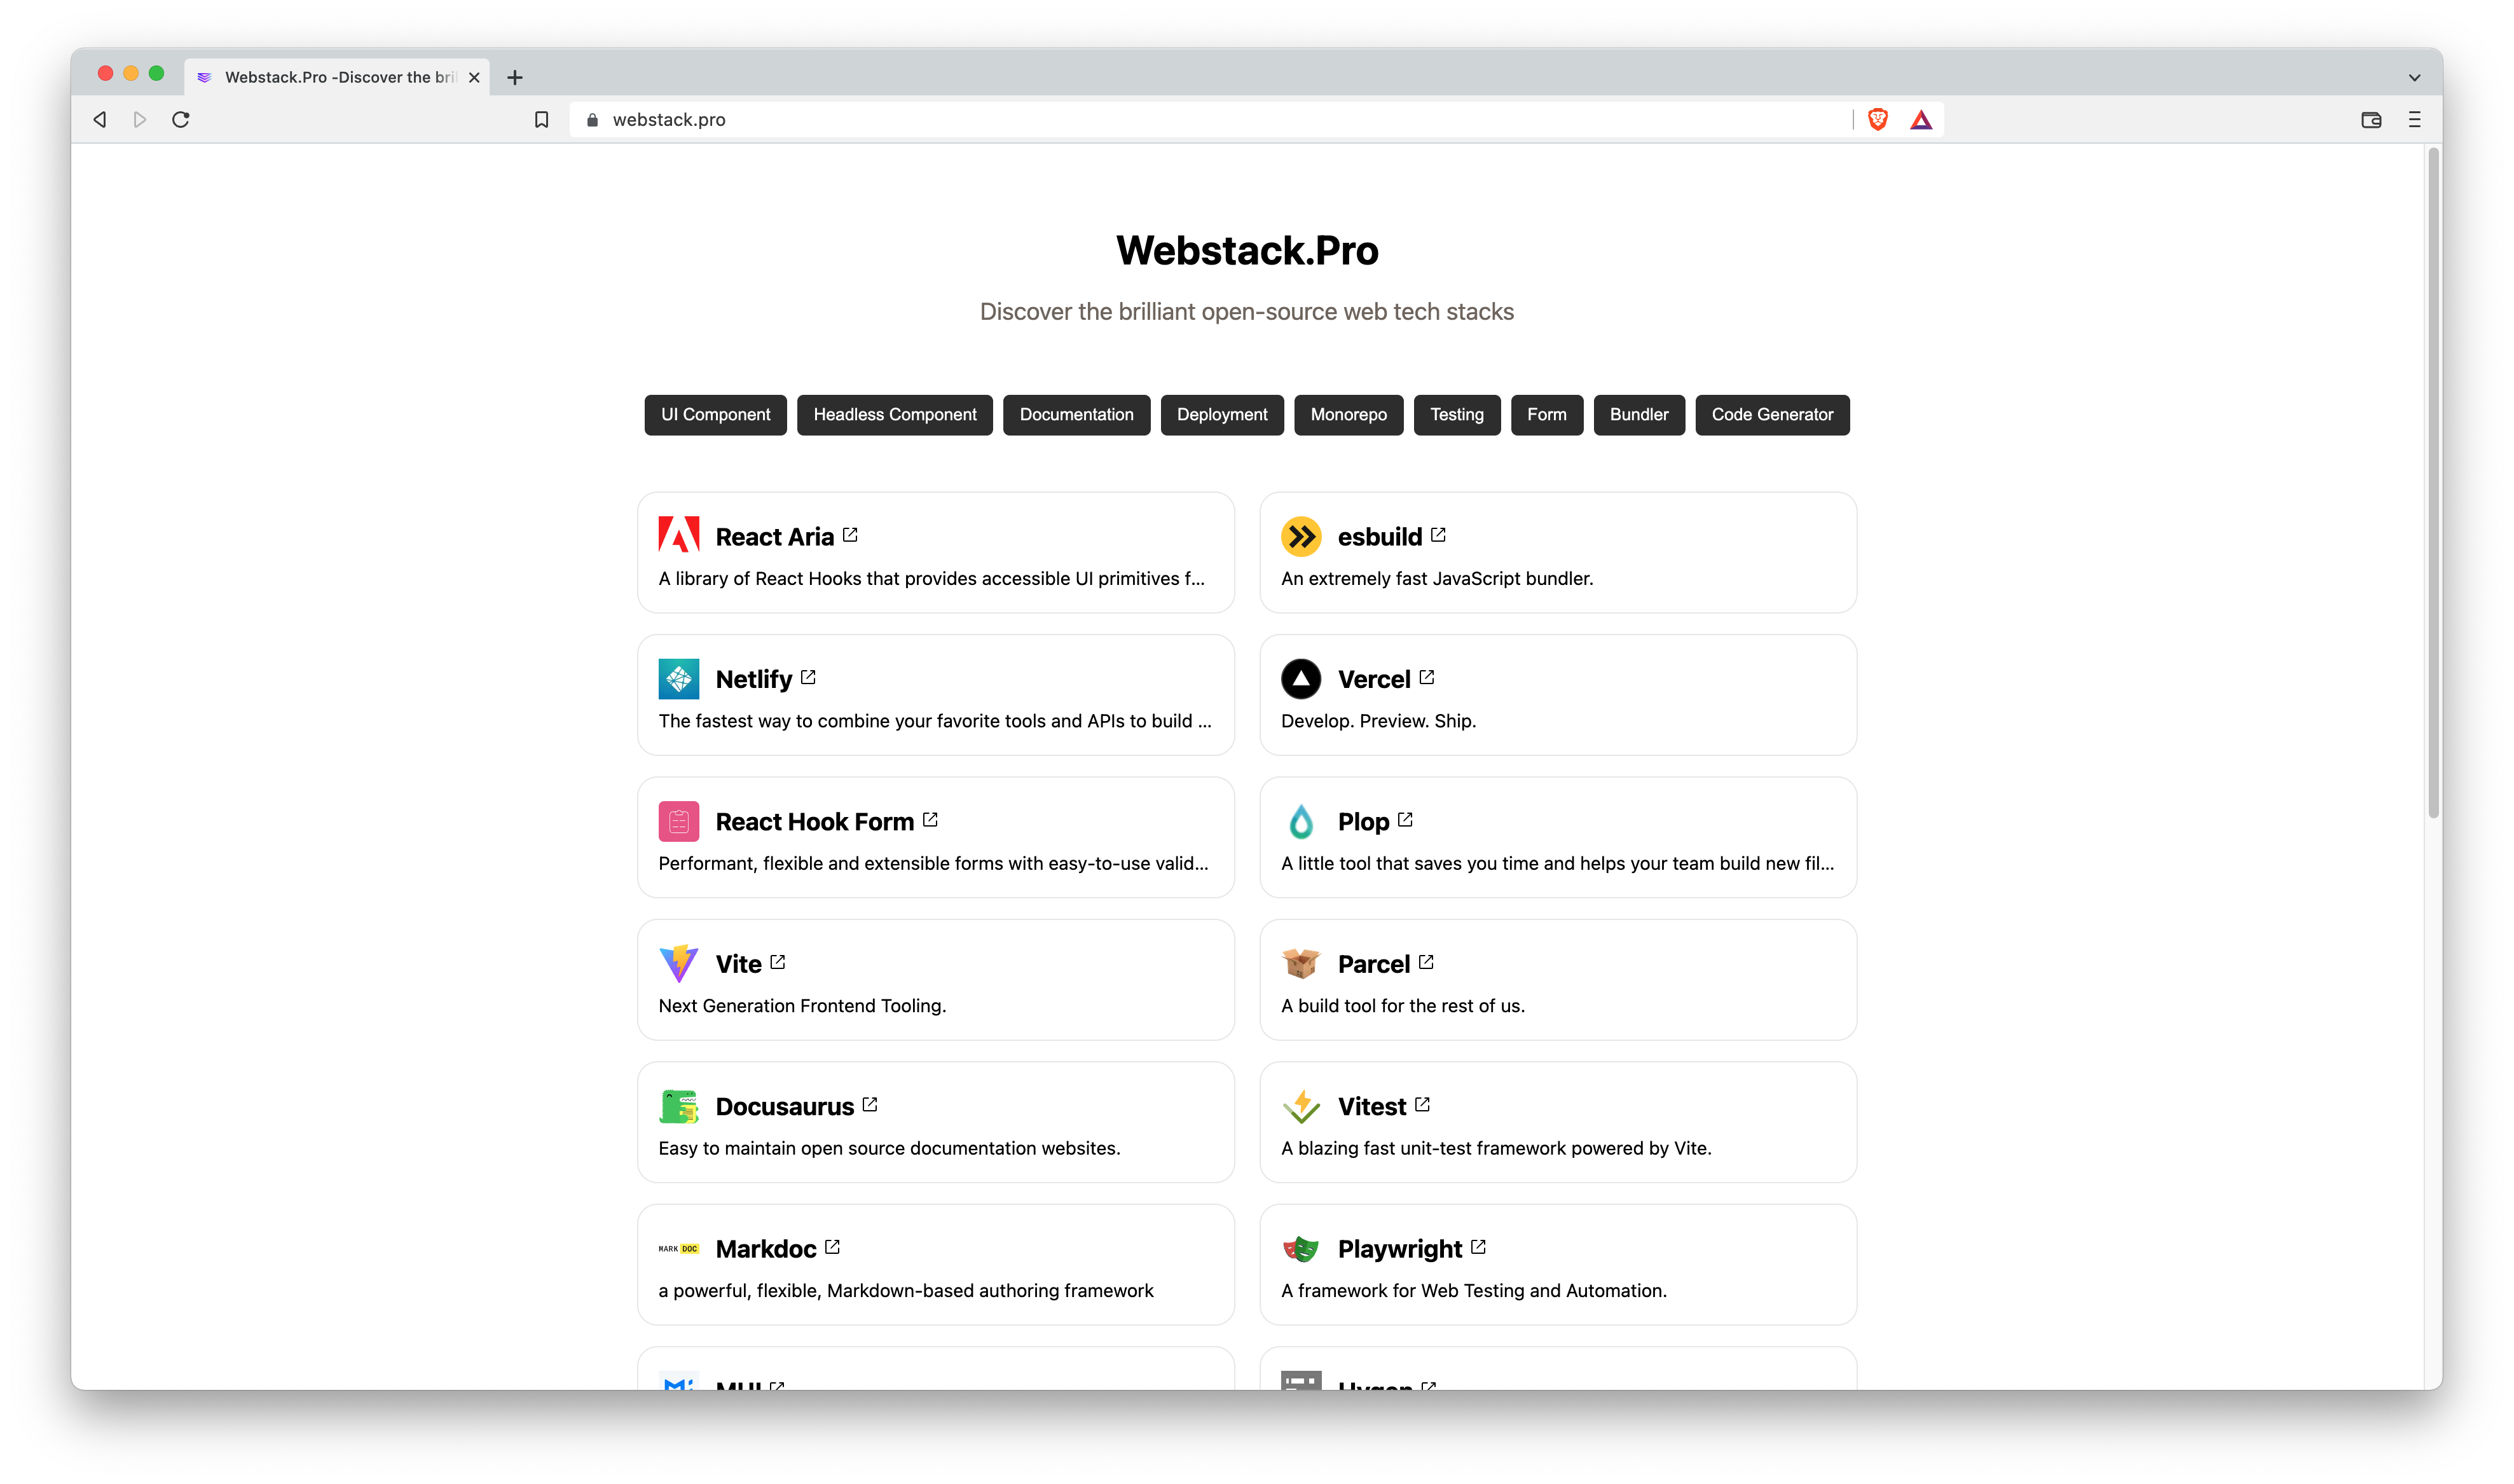 Webstack.Pro -Discover the bri
webstack.pro
Webstack.Pro
Discover the brilliant open-source web tech stacks
UI Component Headless Component Documentation Deployment Monorepo Testing Form Bundler Code Generator
React Aria
A library of React Hooks that provides accessible UI primitives f...
esbuild
An extremely fast JavaScript bundler.
Netlify
The fastest way to combine your favorite tools and APIs to build ...
Vercel
Develop. Preview. Ship.
React Hook Form
Performant, flexible and extensible forms with easy-to-use valid...
Plop
A little tool that saves you time and helps your team build new fil...
Vite
Next Generation Frontend Tooling.
Parcel
A build tool for the rest of us.
Docusaurus
Easy to maintain open source documentation websites.
Vitest
A blazing fast unit-test framework powered by Vite.
MARK DOC
Markdoc
a powerful, flexible, Markdown-based authoring framework
Playwright
A framework for Web Testing and Automation.
MUI
Hygen